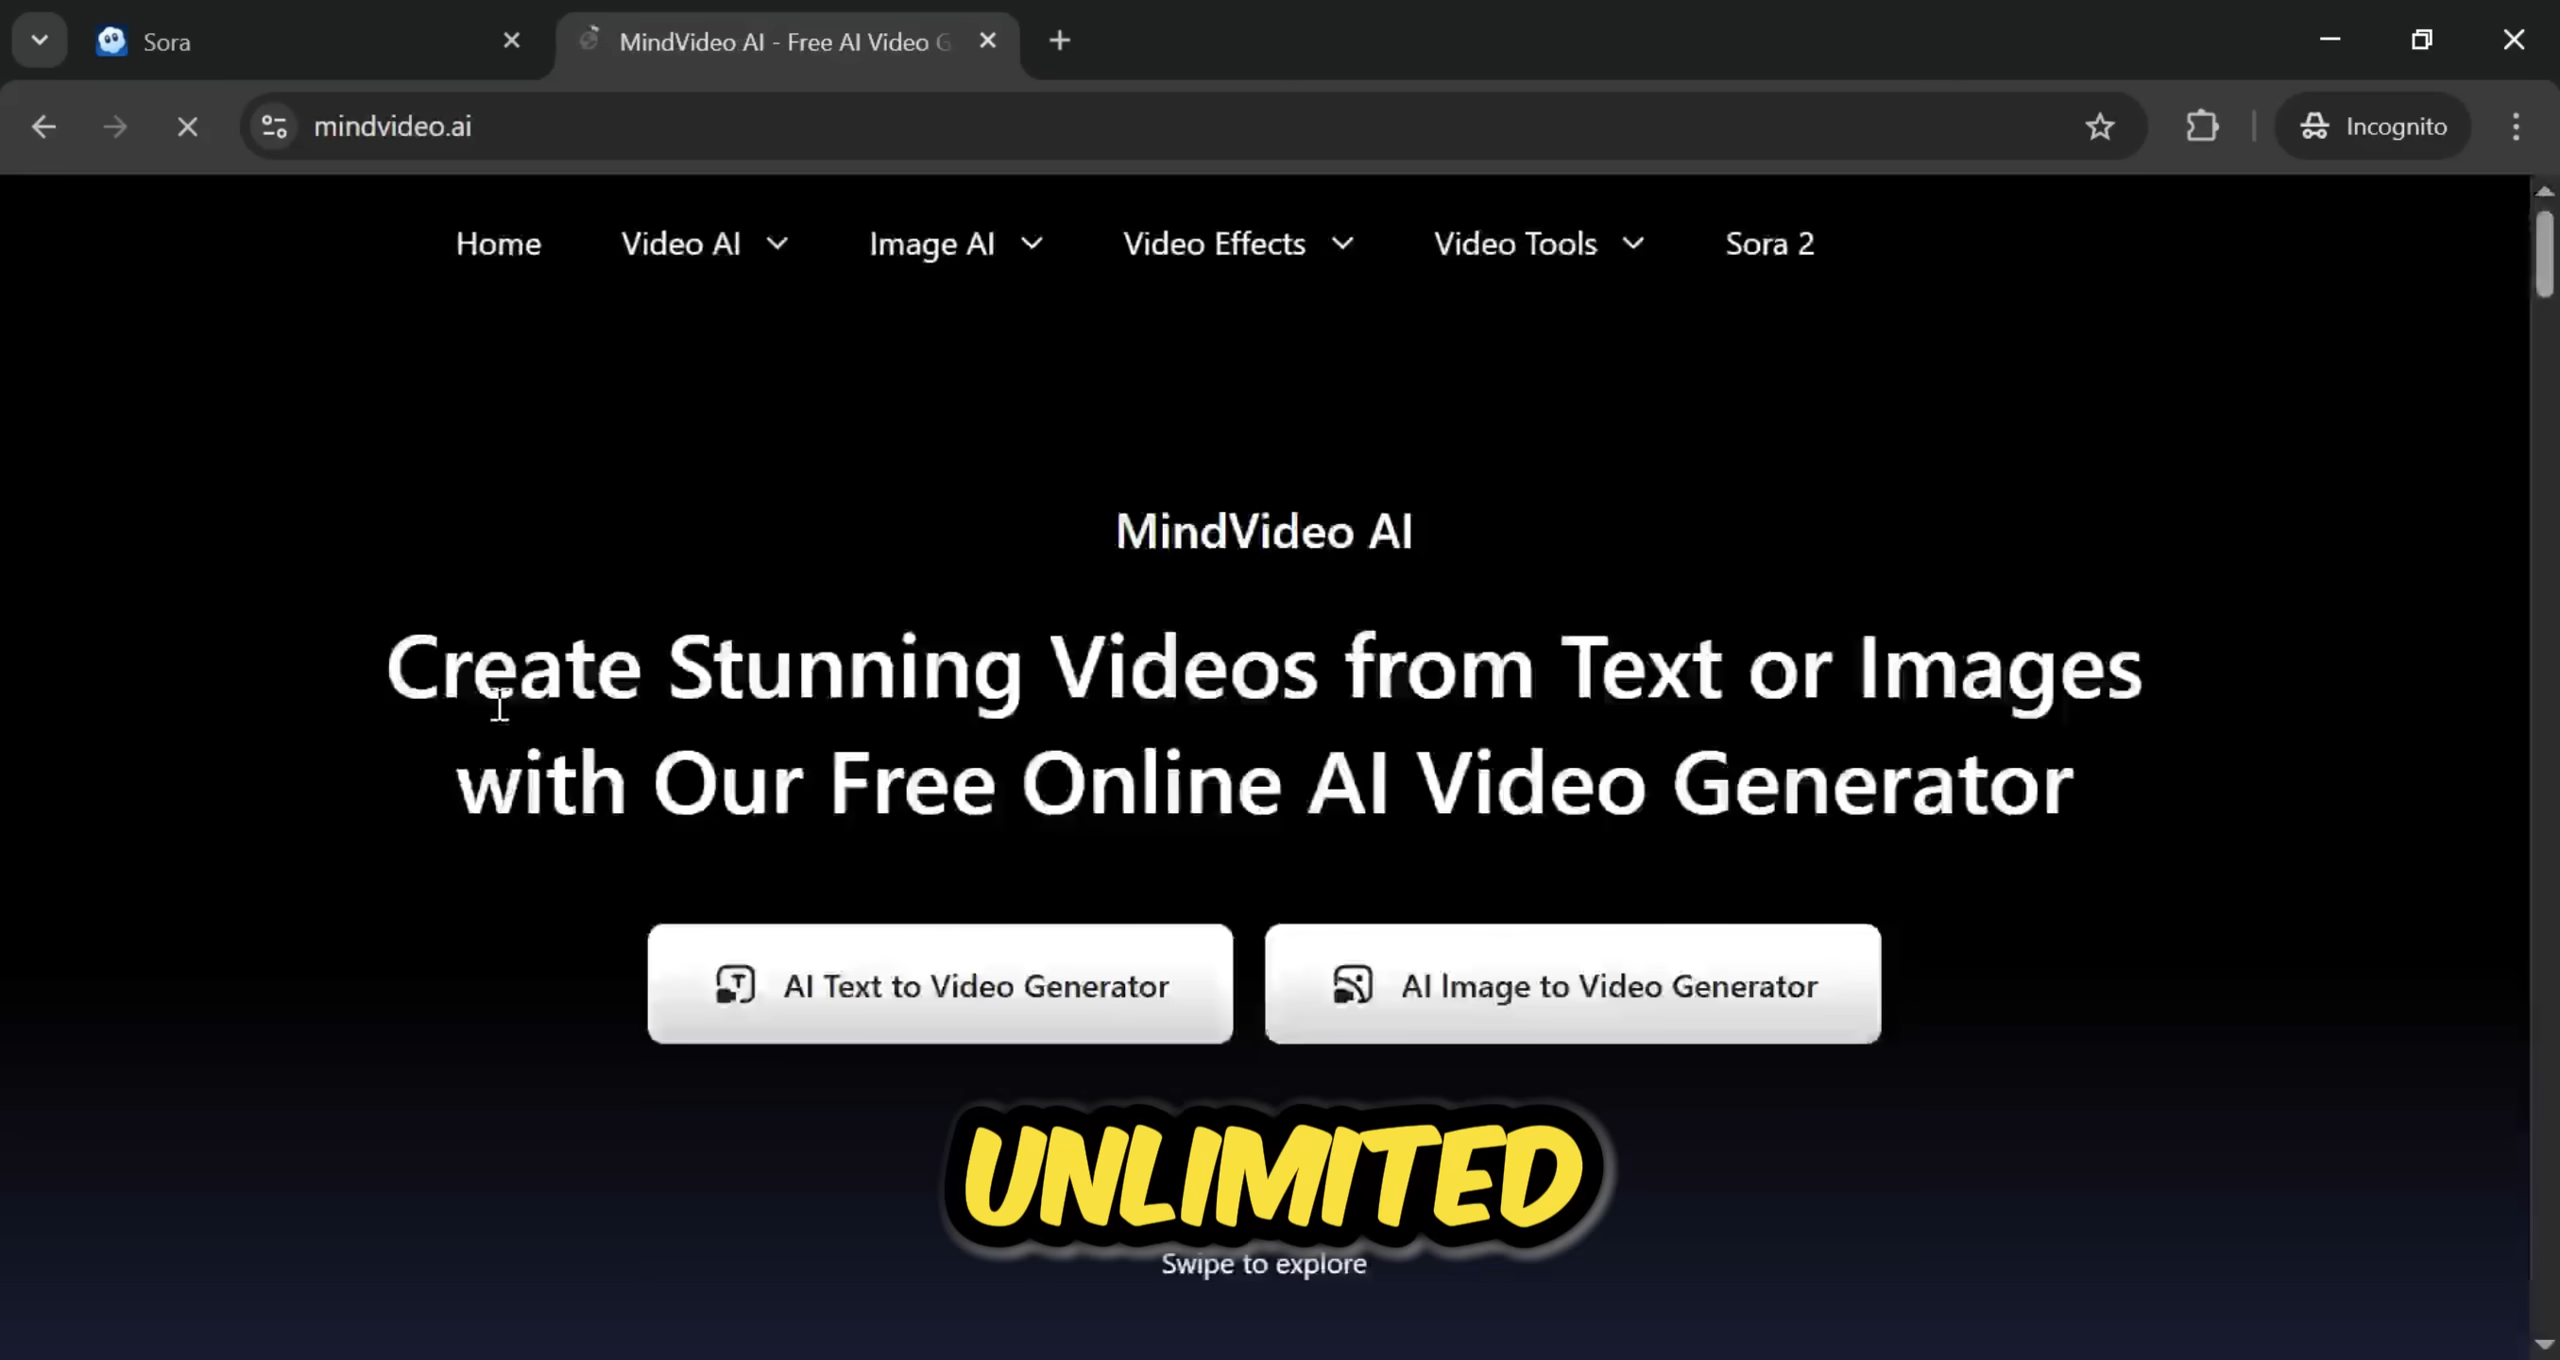 Sora
MindVideo AI - Free AI Video G
mindvideo.ai
Incognito
Home Video AI Image AI Video Effects Video Tools Sora 2
MindVideo AI
Create Stunning Videos from Text or Images
with Our Free Online AI Video Generator
AI Text to Video Generator AI Image to Video Generator
UNLIMITED
Swipe to explore